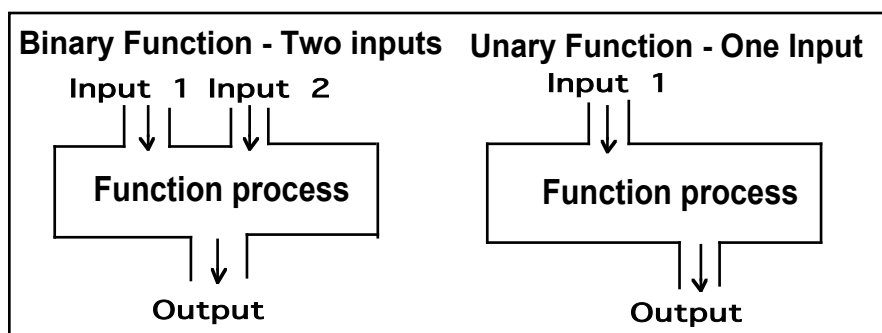 Binary Function - Two inputs
Input 1 Input 2
Function process
Output
Unary Function - One Input
Input 1
Function process
Output